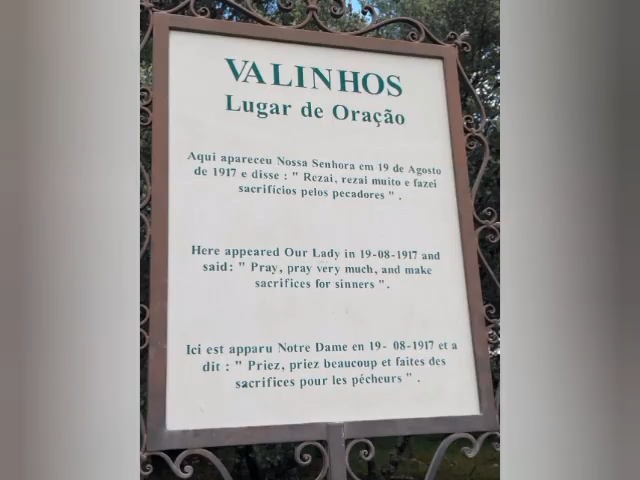 VALINHOS
Lugar de Oração
Aqui apareceu Nossa Senhora em 19 de Agosto
de 1917 e disse : " Rezai, rezai muito e fazei
sacrifícios pelos pecadores " .
Here appeared Our Lady in 19-08-1917 and
said: " Pray, pray very much, and make
sacrifices for sinners ".
Ici est apparu Notre Dame en 19- 08-1917 et a
dit : " Priez, priez beaucoup et faites des
sacrifices pour les pécheurs " .